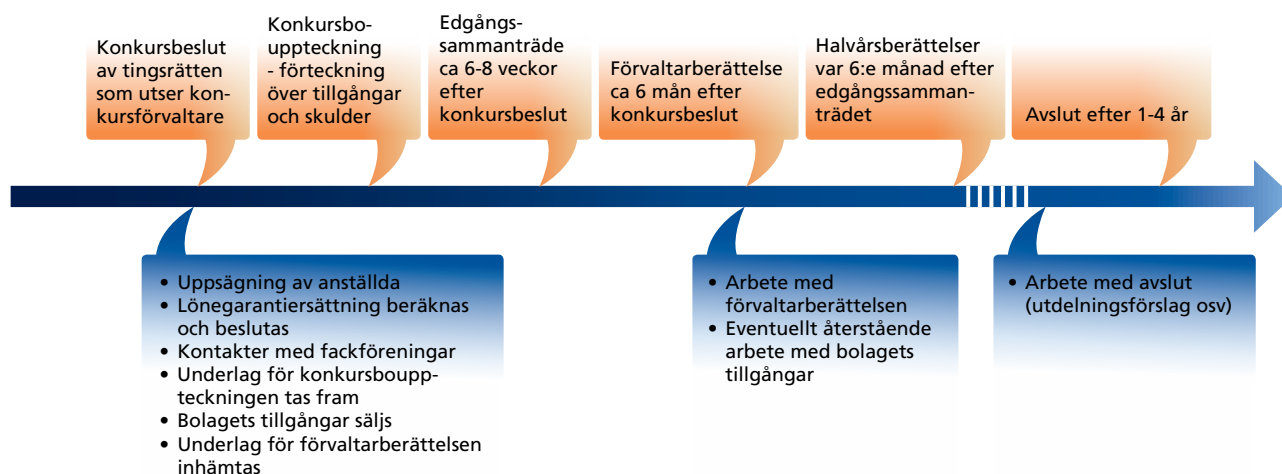 Konkursbeslut
av tingsrätten
som utser kon-
kursförvaltare
Konkursbo-
uppteckning
- förteckning
över tillgångar
och skulder
Edgångs-
sammanträde
ca 6-8 veckor
efter
konkursbeslut
Förvaltarberättelse
ca 6 mån efter
konkursbeslut
Halvårsberättelser
var 6:e månad efter
edgångssamman-
trädet
Avslut efter 1-4 år
• Uppsägning av anställda
• Lönegarantiersättning beräknas
och beslutas
• Kontakter med fackföreningar
• Underlag för konkursboupp-
teckningen tas fram
• Bolagets tillgångar säljs
• Underlag för förvaltarberättelsen
inhämtas
• Arbete med
förvaltarberättelsen
• Eventuellt återstående
arbete med bolagets
tillgångar
• Arbete med avslut
(utdelningsförslag osv)